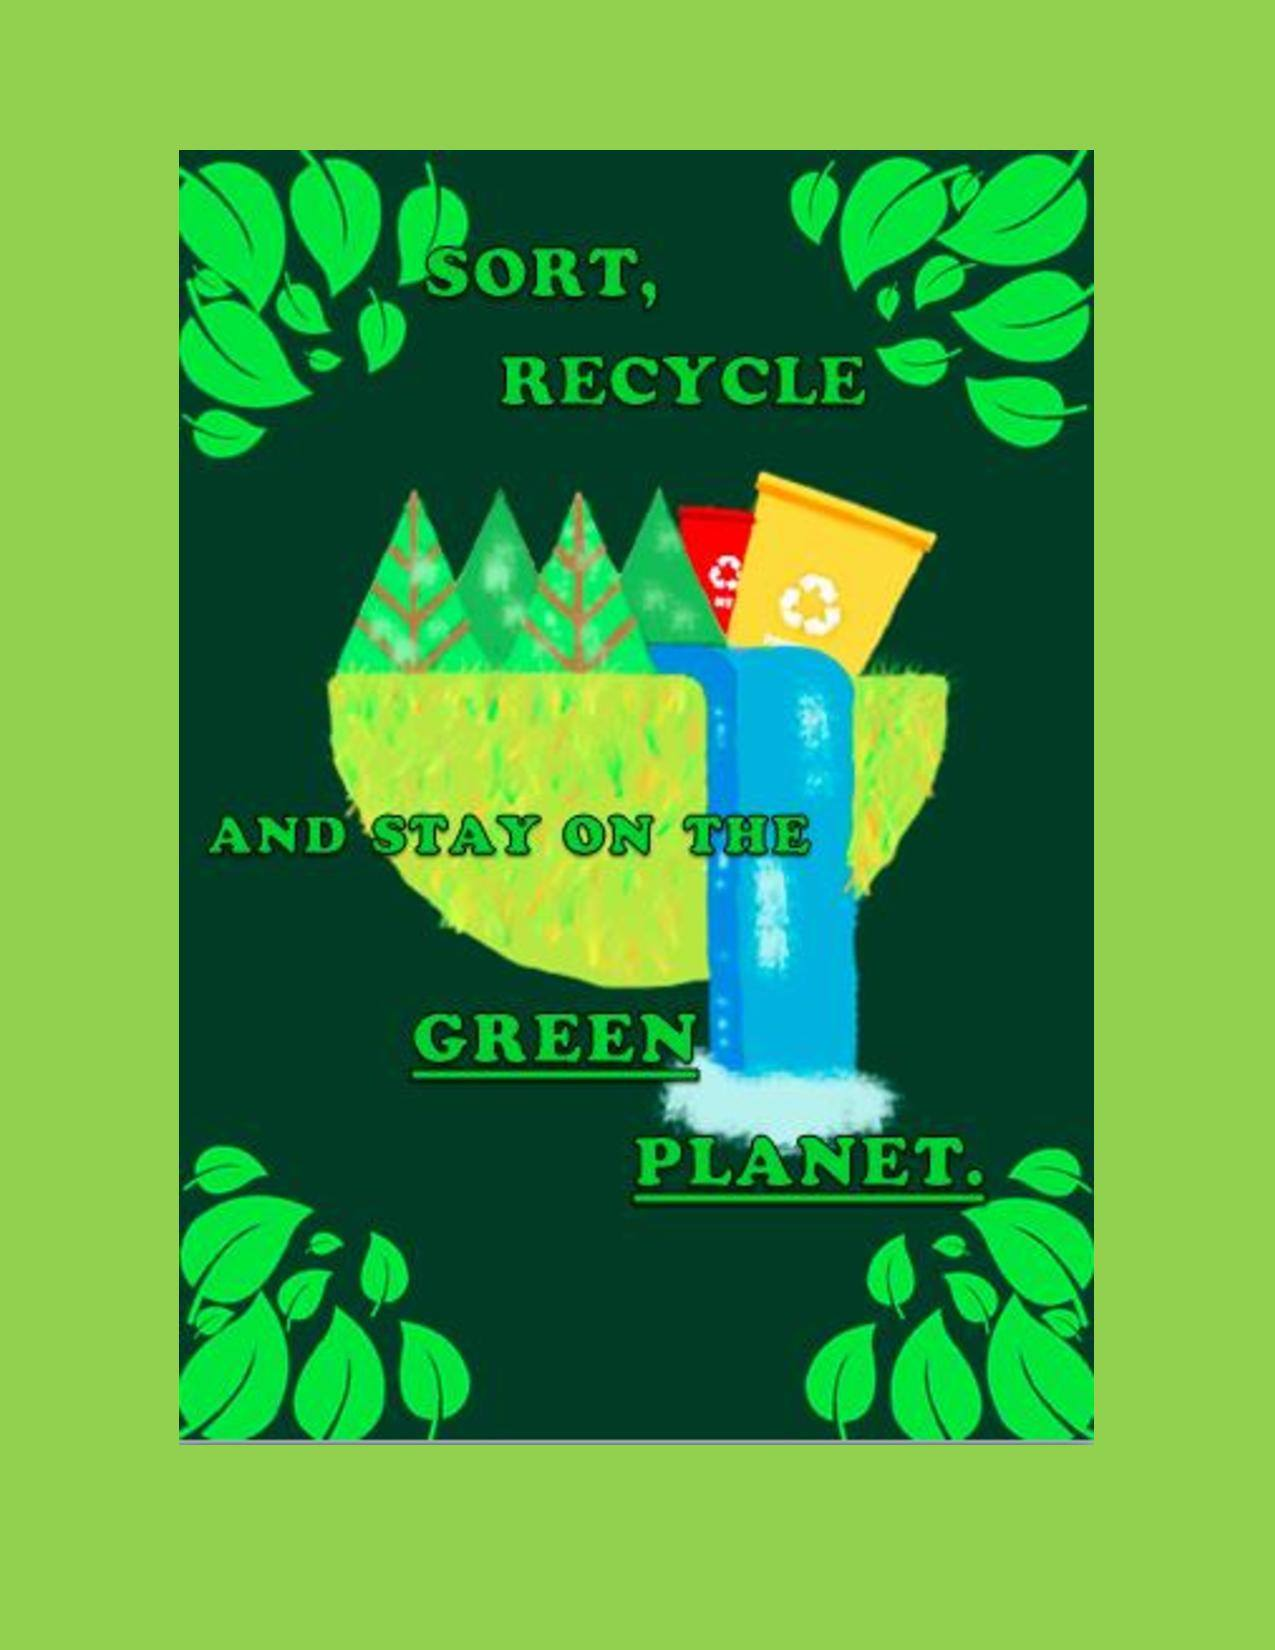 SORT,
RECYCLE
AND STAY ON THE
GREEN
PLANET.